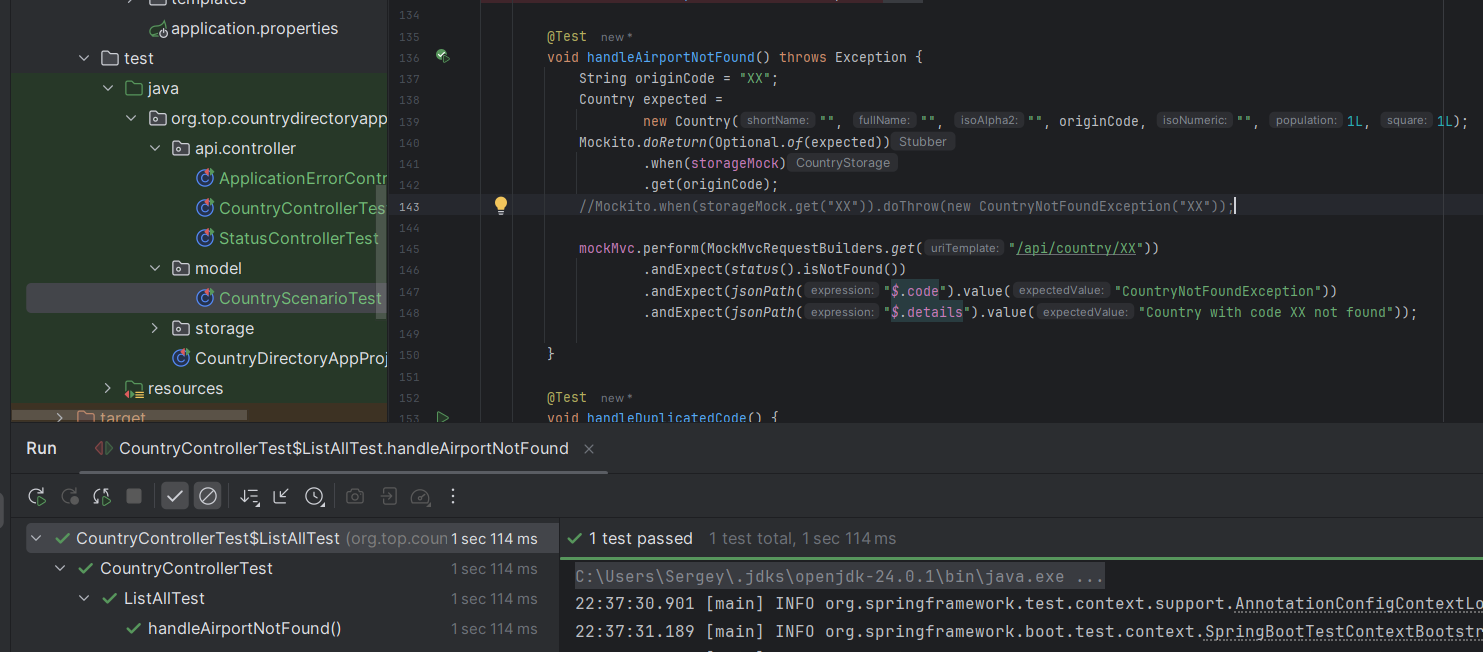 templates
application.properties
test
java
org.top.countrydirectoryapp
api.controller
ApplicationErrorContr
CountryControllerTes
StatusControllerTest
model
CountryScenarioTest
storage
CountryDirectoryAppProj
resources
target
134
135 @Test new *
136 void handleAirportNotFound() throws Exception {
137 String originCode = "XX";
138 Country expected =
139 new Country( shortName: "", fullName: "", isoAlpha2: "", originCode, isoNumeric: "", population: 1L, square: 1L);
140 Mockito.doReturn(Optional.of(expected)) Stubber
141 .when(storageMock) CountryStorage
142 .get(originCode);
143 //Mockito.when(storageMock.get("XX")).doThrow(new CountryNotFoundException("XX"));
144
145 mockMvc.perform(MockMvcRequestBuilders.get( uriTemplate: "/api/country/XX"))
146 .andExpect(status().isNotFound())
147 .andExpect(jsonPath( expression: "$.code").value( expectedValue: "CountryNotFoundException"))
148 .andExpect(jsonPath( expression: "$.details").value( expectedValue: "Country with code XX not found"));
149
150 }
151
152 @Test new *
153 void handleDuplicatedCode() {
Run CountryControllerTest$ListAllTest.handleAirportNotFound
CountryControllerTest$ListAllTest (org.top.coun 1 sec 114 ms
CountryControllerTest 1 sec 114 ms
ListAllTest 1 sec 114 ms
handleAirportNotFound() 1 sec 114 ms
1 test passed 1 test total, 1 sec 114 ms
C:\Users\Sergey\.jdks\openjdk-24.0.1\bin\java.exe ...
22:37:30.901 [main] INFO org.springframework.test.context.support.AnnotationConfigContextLo
22:37:31.189 [main] INFO org.springframework.boot.test.context.SpringBootTestContextBootstr